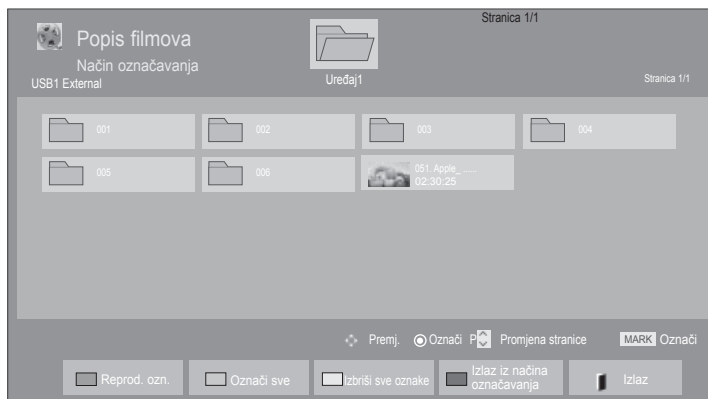 Stranica 1/1
Popis filmova
Način označavanja
USB1 External
Uređaj1
Stranica 1/1
001
002
003
004
005
006
051. Apple_ ......
02:30:25
Premj.
Označi
P
Promjena stranice
MARK
Označi
Reprod. ozn.
Označi sve
Izbriši sve oznake
Izlaz iz načina
označavanja
Izlaz